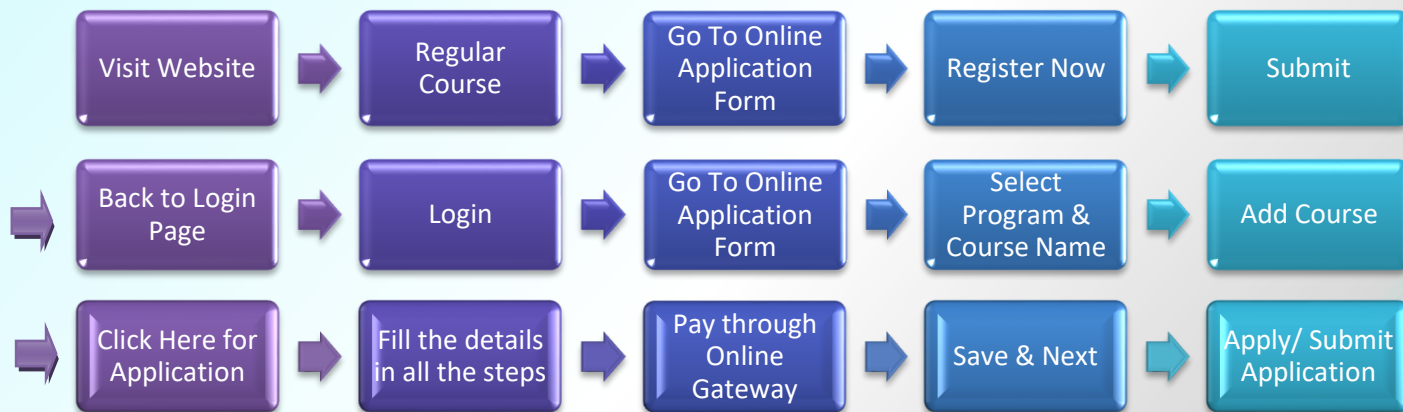 Visit Website
Regular
Course
Go To Online
Application
Form
Register Now
Submit
Back to Login
Page
Login
Go To Online
Application
Form
Select
Program &
Course Name
Add Course
Click Here for
Application
Fill the details
in all the steps
Pay through
Online
Gateway
Save & Next
Apply/ Submit
Application